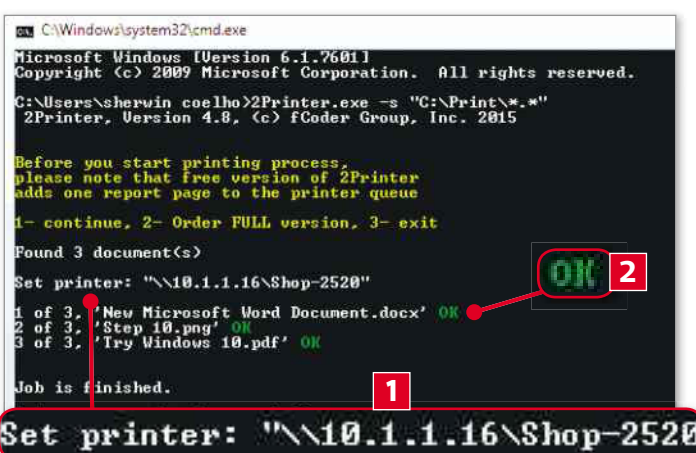 C:\Windows\system32\cmd.exe
Microsoft Windows [Version 6.1.7601]
Copyright (c) 2009 Microsoft Corporation. All rights reserved.
C:\Users\sherwin coelho>2Printer.exe -s "C:\Print\*.*"
2Printer, Version 4.8, (c) fCoder Group, Inc. 2015
Before you start printing process,
please note that free version of 2Printer
adds one report page to the printer queue
1- continue, 2- Order FULL version, 3- exit
Found 3 document(s)
Set printer: "\\10.1.1.16\Shop-2520"
OK 2
1 of 3, 'New Microsoft Word Document.docx' OK
2 of 3, 'Step 10.png' OK
3 of 3, 'Try Windows 10.pdf' OK
Job is finished.
1
Set printer: "\\10.1.1.16\Shop-2520